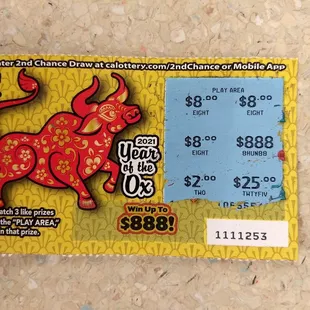 ter 2nd Chance Draw at calottery.com/2ndChance or Mobile App
PLAY AREA
$8.00 $8.00
EIGHT EIGHT
$8.00 $888
EIGHT 8HUN88
$2.00 $25.00
TWO TWTYFIV
2021
Year
of the
Ox
atch 3 like prizes
the "PLAY AREA,"
n that prize.
Win Up To
$888!
1111253